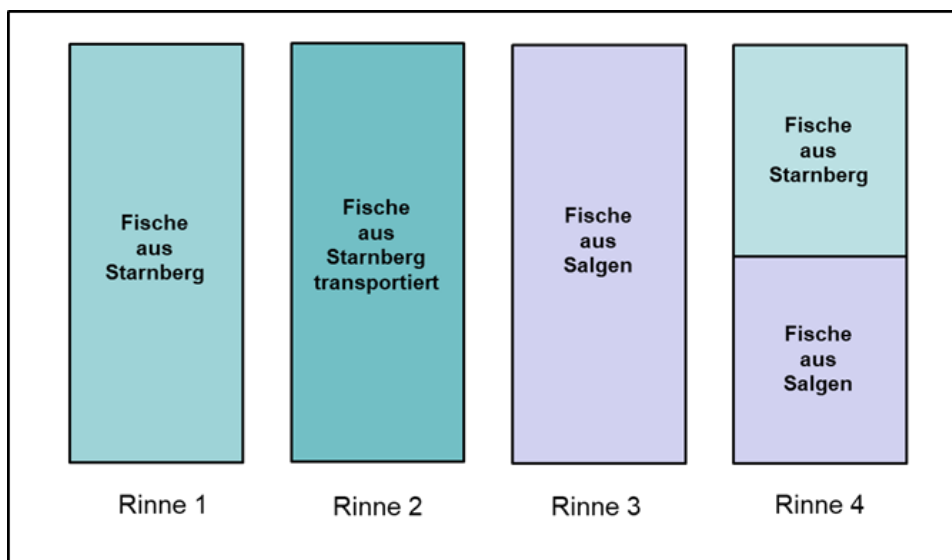 Fische
aus
Starnberg
Fische
aus
Starnberg
transportiert
Fische
aus
Salgen
Fische
aus
Starnberg
Fische
aus
Salgen
Rinne 1
Rinne 2
Rinne 3
Rinne 4